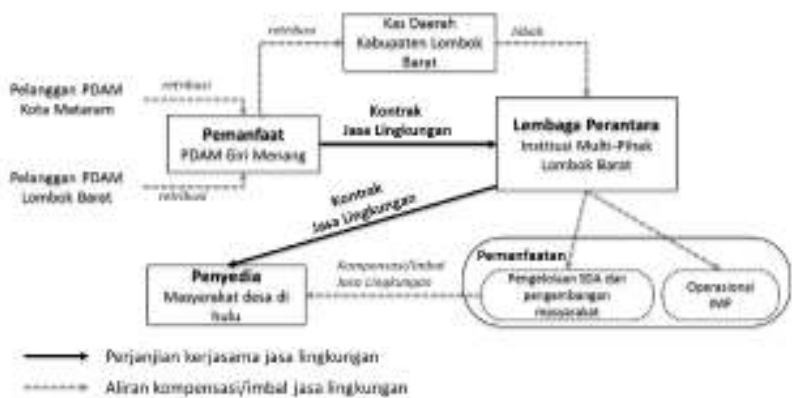 retribusi
Kas Daerah
Kabupaten Lombok
Barat
hibah
Pelanggan PDAM
Kota Mataram
retribusi
Pemanfaat
PDAM Giri Menang
Kontrak
Jasa Lingkungan
Lembaga Perantara
Institusi Multi-Pihak
Lombok Barat
Pelanggan PDAM
Lombok Barat
retribusi
Kontrak
Jasa Lingkungan
Pemanfaatan
Penyedia
Masyarakat desa di
hulu
Kompensasi/imbal
Jasa Lingkungan
Pengelolaan SDA dan
pengembangan
masyarakat
Operasional
IMP
Perjanjian kerjasama jasa lingkungan
Aliran kompensasi/imbal jasa lingkungan